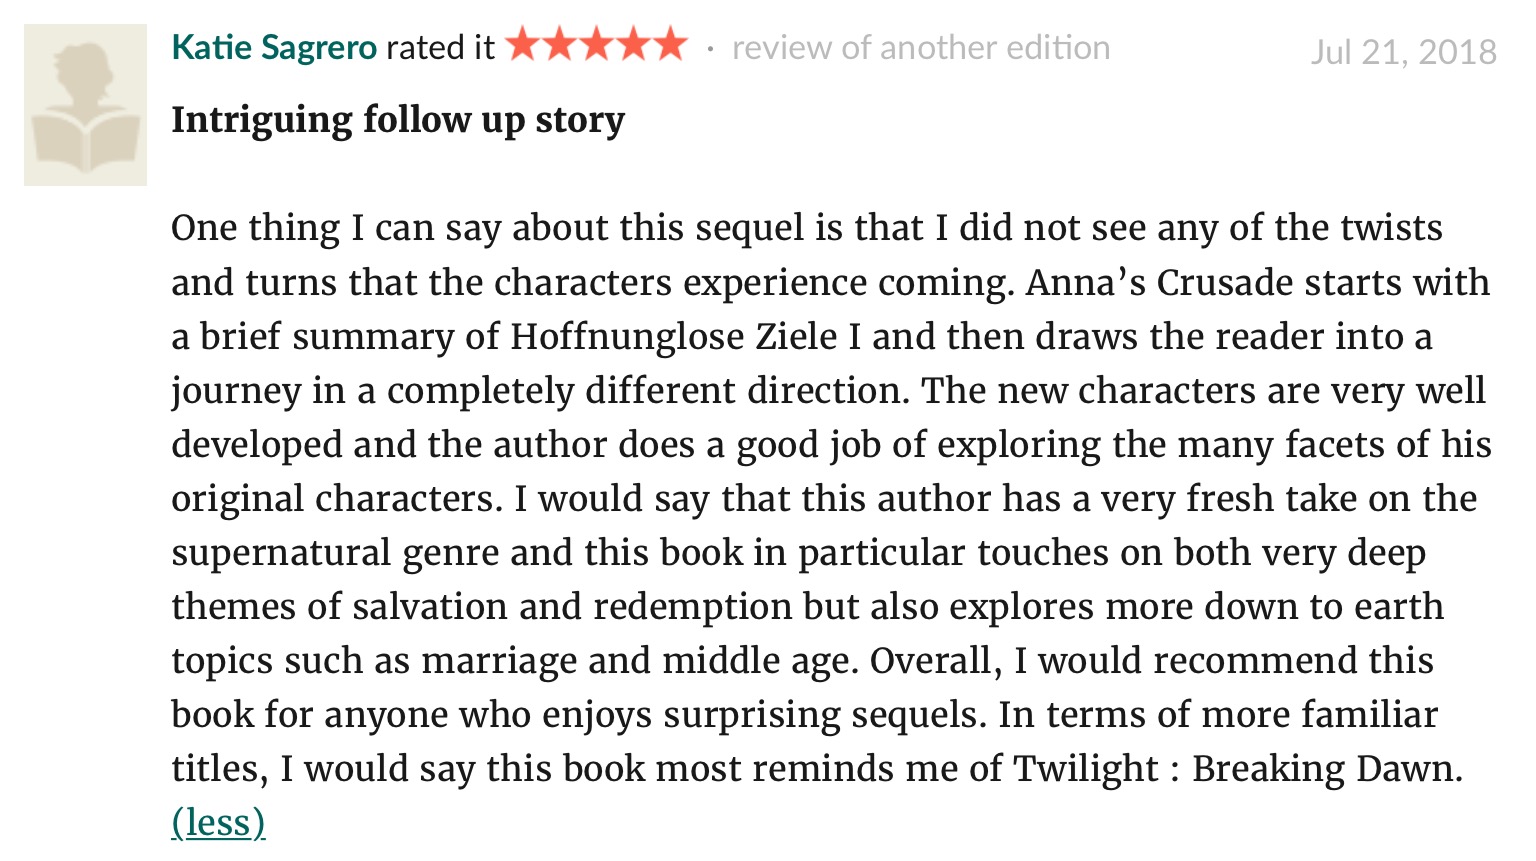 Katie Sagrero rated it ★★★★★ · review of another edition Jul 21, 2018
Intriguing follow up story
One thing I can say about this sequel is that I did not see any of the twists
and turns that the characters experience coming. Anna’s Crusade starts with
a brief summary of Hoffnunglose Ziele I and then draws the reader into a
journey in a completely different direction. The new characters are very well
developed and the author does a good job of exploring the many facets of his
original characters. I would say that this author has a very fresh take on the
supernatural genre and this book in particular touches on both very deep
themes of salvation and redemption but also explores more down to earth
topics such as marriage and middle age. Overall, I would recommend this
book for anyone who enjoys surprising sequels. In terms of more familiar
titles, I would say this book most reminds me of Twilight : Breaking Dawn.
(less)